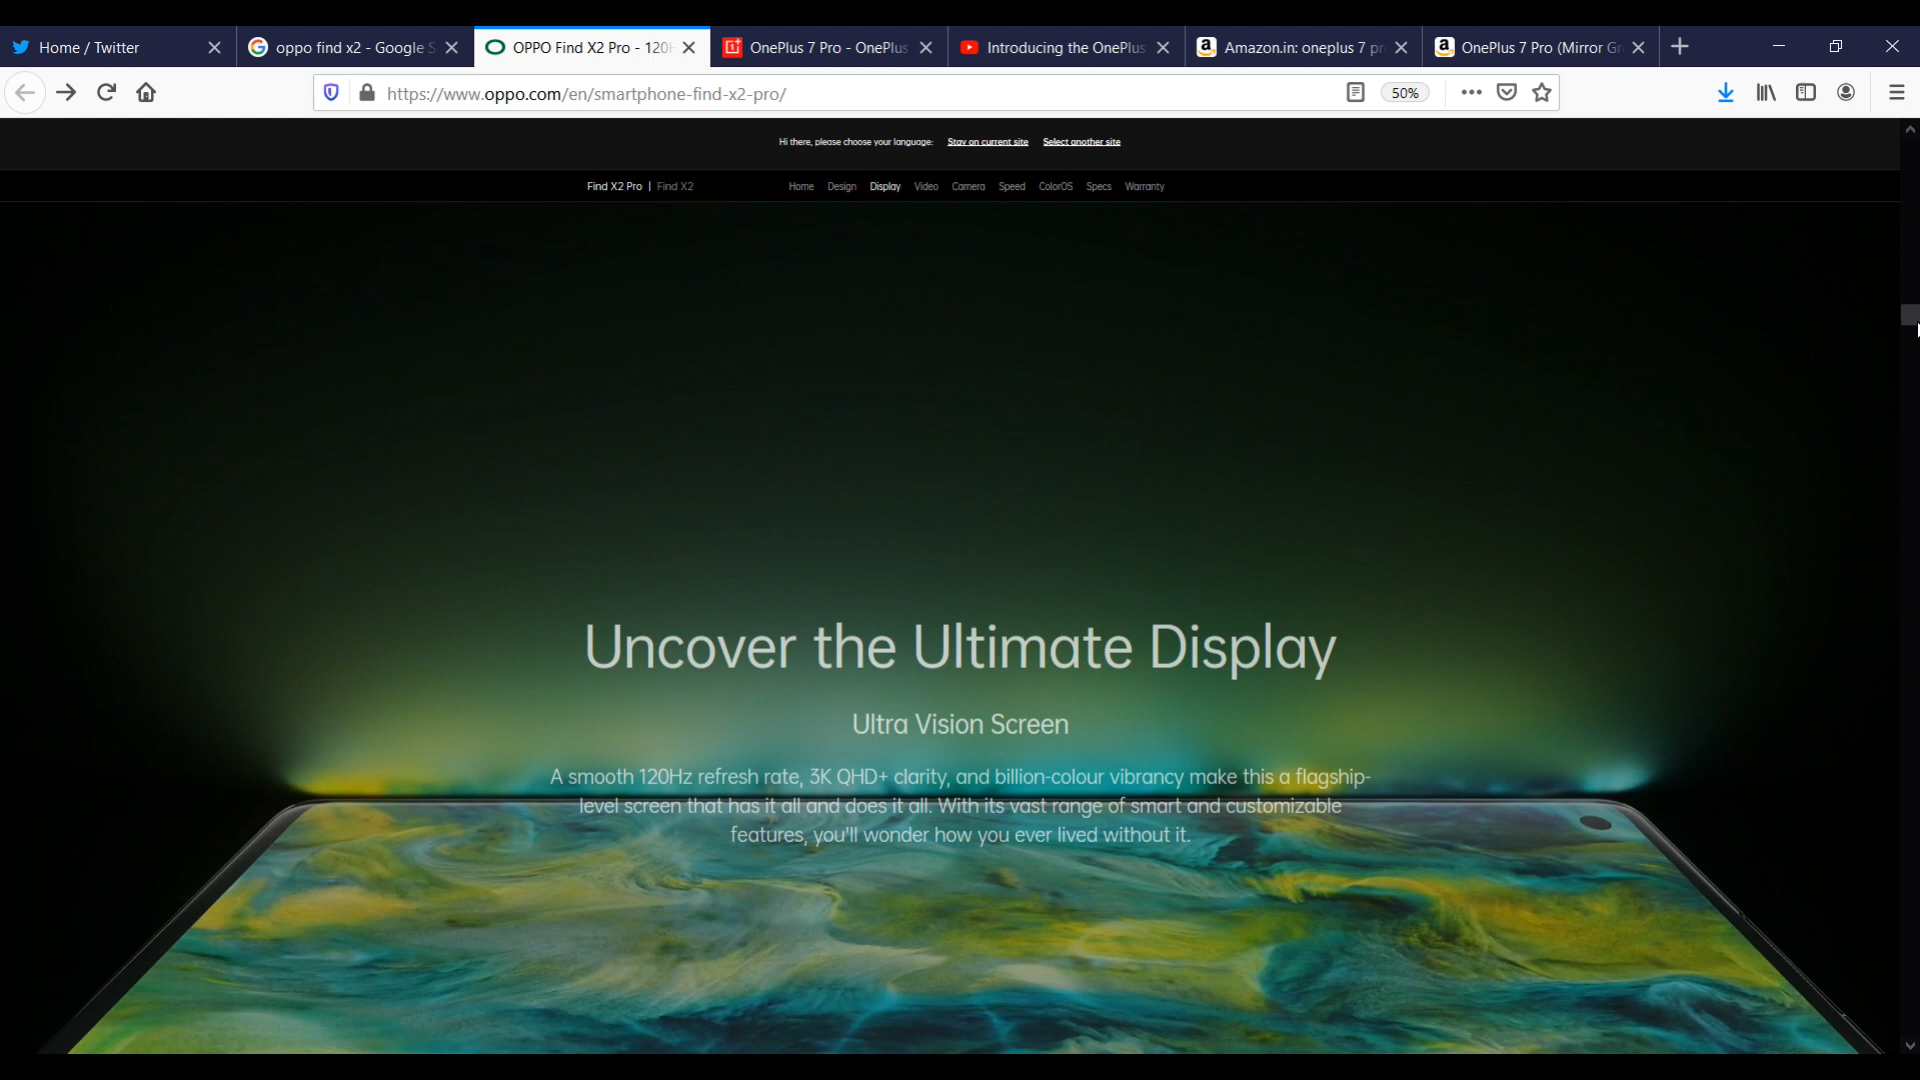 Home / Twitter
oppo find x2 - Google S
OPPO Find X2 Pro - 120H
OnePlus 7 Pro - OnePlus
Introducing the OnePlus
Amazon.in: oneplus 7 pr
OnePlus 7 Pro (Mirror Gr
https://www.oppo.com/en/smartphone-find-x2-pro/
50%
Hi there, please choose your language: Stay on current site Select another site
Find X2 Pro | Find X2 Home Design Display Video Camera Speed ColorOS Specs Warranty
Uncover the Ultimate Display
Ultra Vision Screen
A smooth 120Hz refresh rate, 3K QHD+ clarity, and billion-colour vibrancy make this a flagship-
level screen that has it all and does it all. With its vast range of smart and customizable
features, you'll wonder how you ever lived without it.